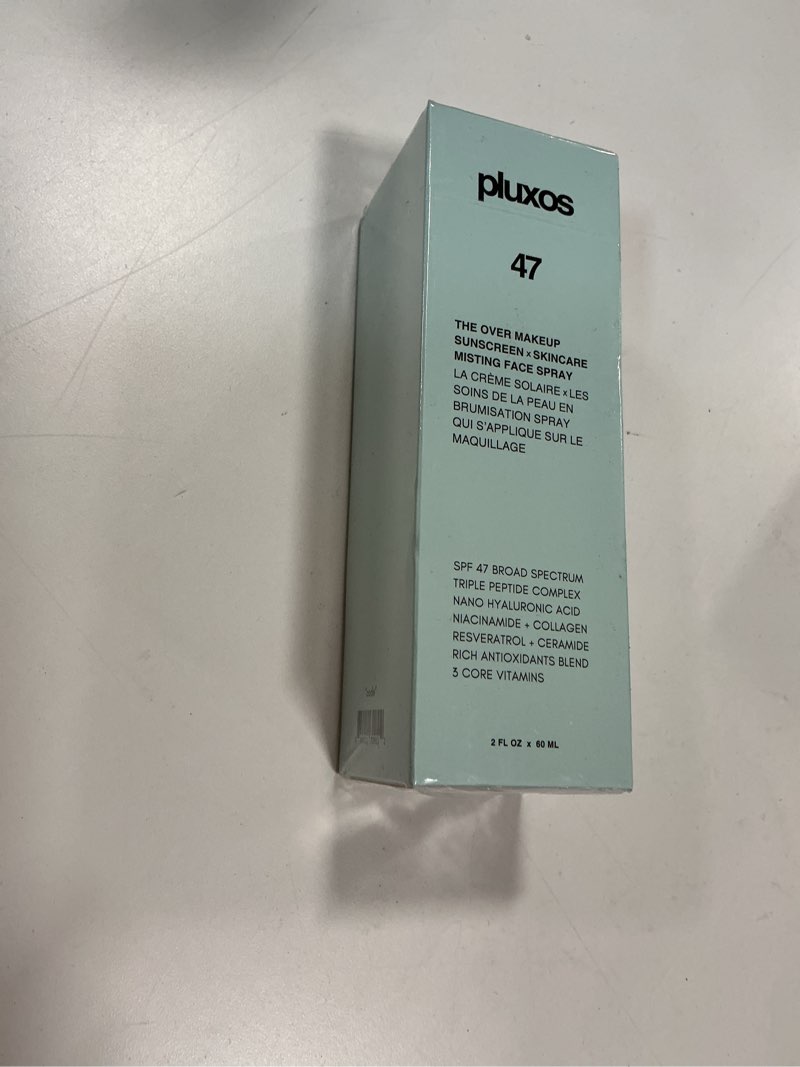 pluxos
47
THE OVER MAKEUP
SUNSCREEN x SKINCARE
MISTING FACE SPRAY
LA CRÈME SOLAIRE x LES
SOINS DE LA PEAU EN
BRUMISATION SPRAY
QUI S'APPLIQUE SUR LE
MAQUILLAGE
SPF 47 BROAD SPECTRUM
TRIPLE PEPTIDE COMPLEX
NANO HYALURONIC ACID
NIACINAMIDE + COLLAGEN
RESVERATROL + CERAMIDE
RICH ANTIOXIDANTS BLEND
3 CORE VITAMINS
2 FL OZ x 60 ML